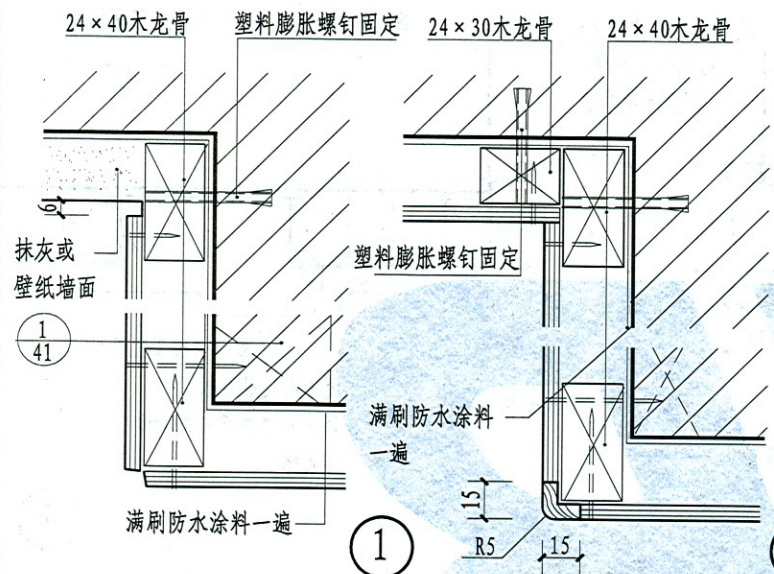 24×40木龙骨
塑料膨胀螺钉固定
24×30木龙骨
24×40木龙骨
6
抹灰或
壁纸墙面
塑料膨胀螺钉固定
1
41
满刷防水涂料
一遍
满刷防水涂料一遍
1
15
R5
15